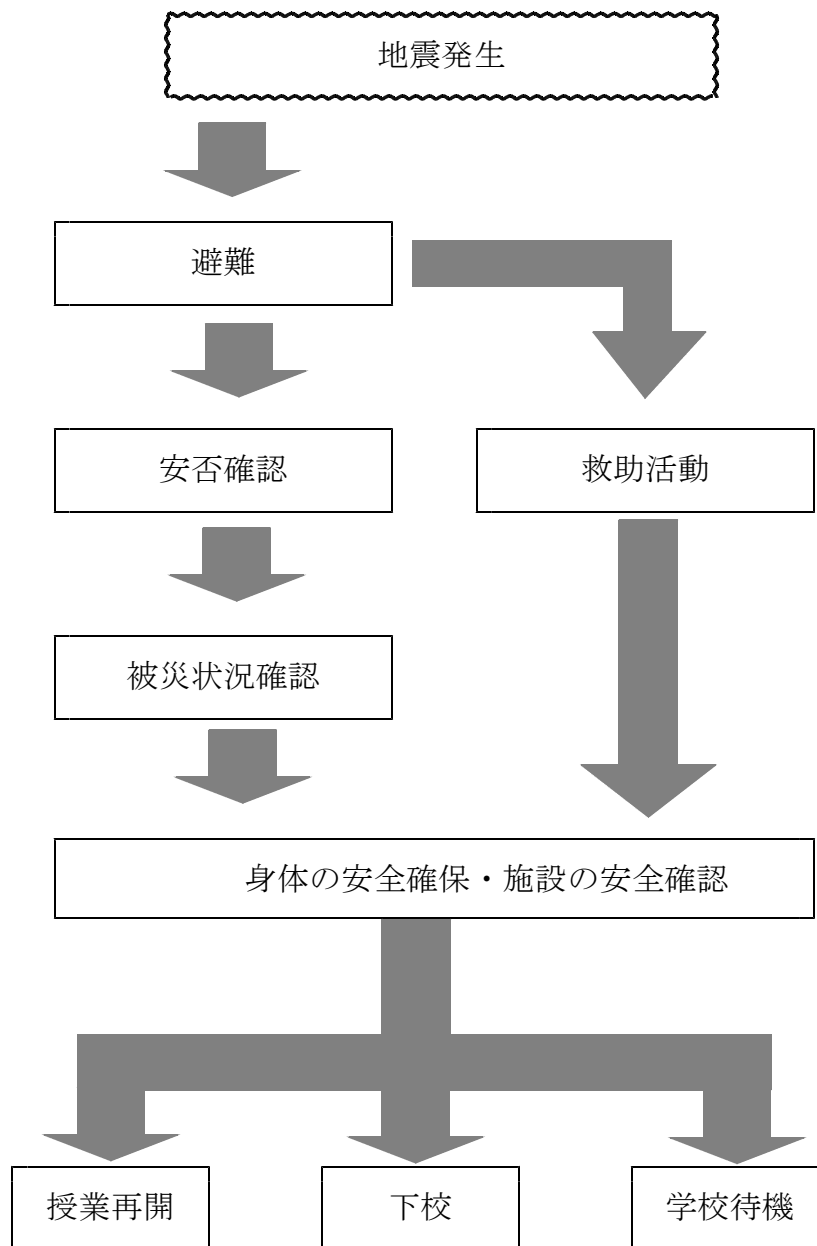 地震発生
避難
安否確認
救助活動
被災状況確認
身体の安全確保・施設の安全確認
授業再開
下校
学校待機